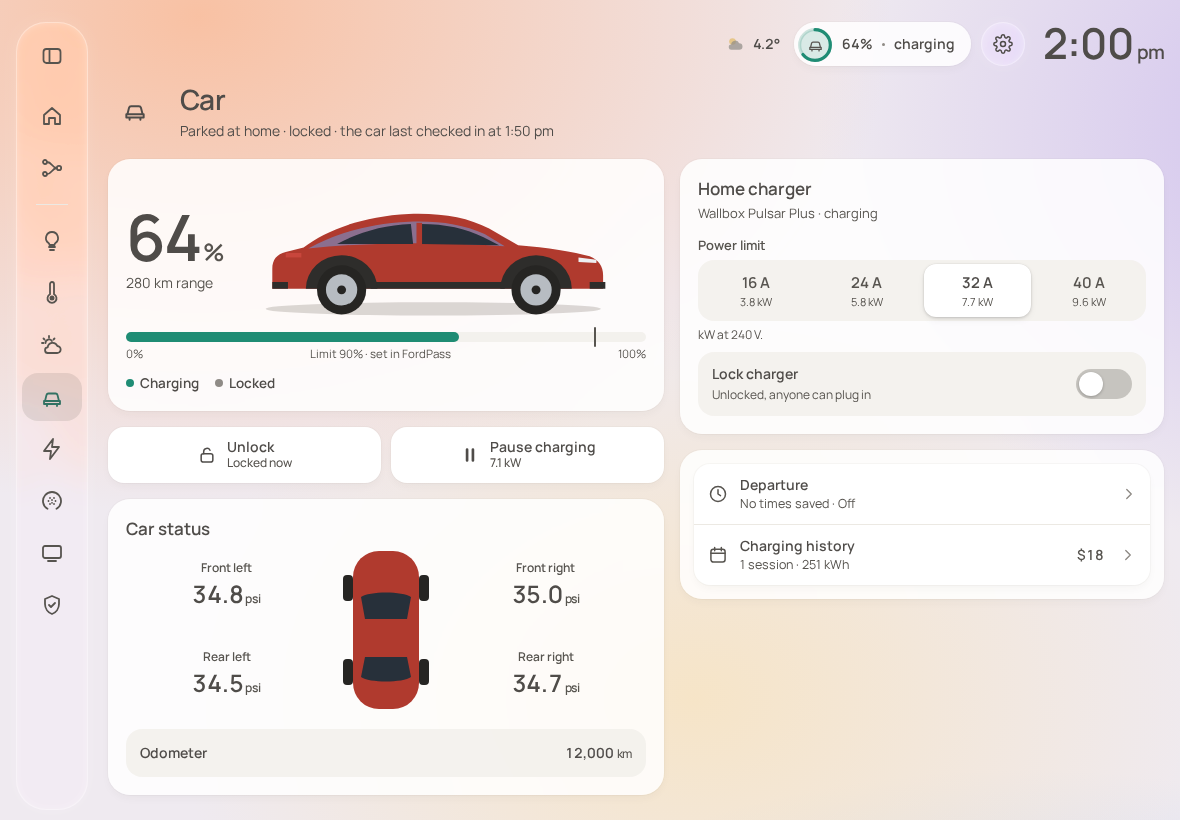 4.2°
64% • charging
2:00 pm
Car
Parked at home · locked · the car last checked in at 1:50 pm
64%
280 km range
0%
Limit 90% · set in FordPass
100%
Charging
Locked
Unlock
Locked now
Pause charging
7.1 kW
Car status
Front left
34.8 psi
Front right
35.0 psi
Rear left
34.5 psi
Rear right
34.7 psi
Odometer
12,000 km
Home charger
Wallbox Pulsar Plus · charging
Power limit
16 A
3.8 kW
24 A
5.8 kW
32 A
7.7 kW
40 A
9.6 kW
kW at 240 V.
Lock charger
Unlocked, anyone can plug in
Departure
No times saved · Off
Charging history
1 session · 251 kWh
$18